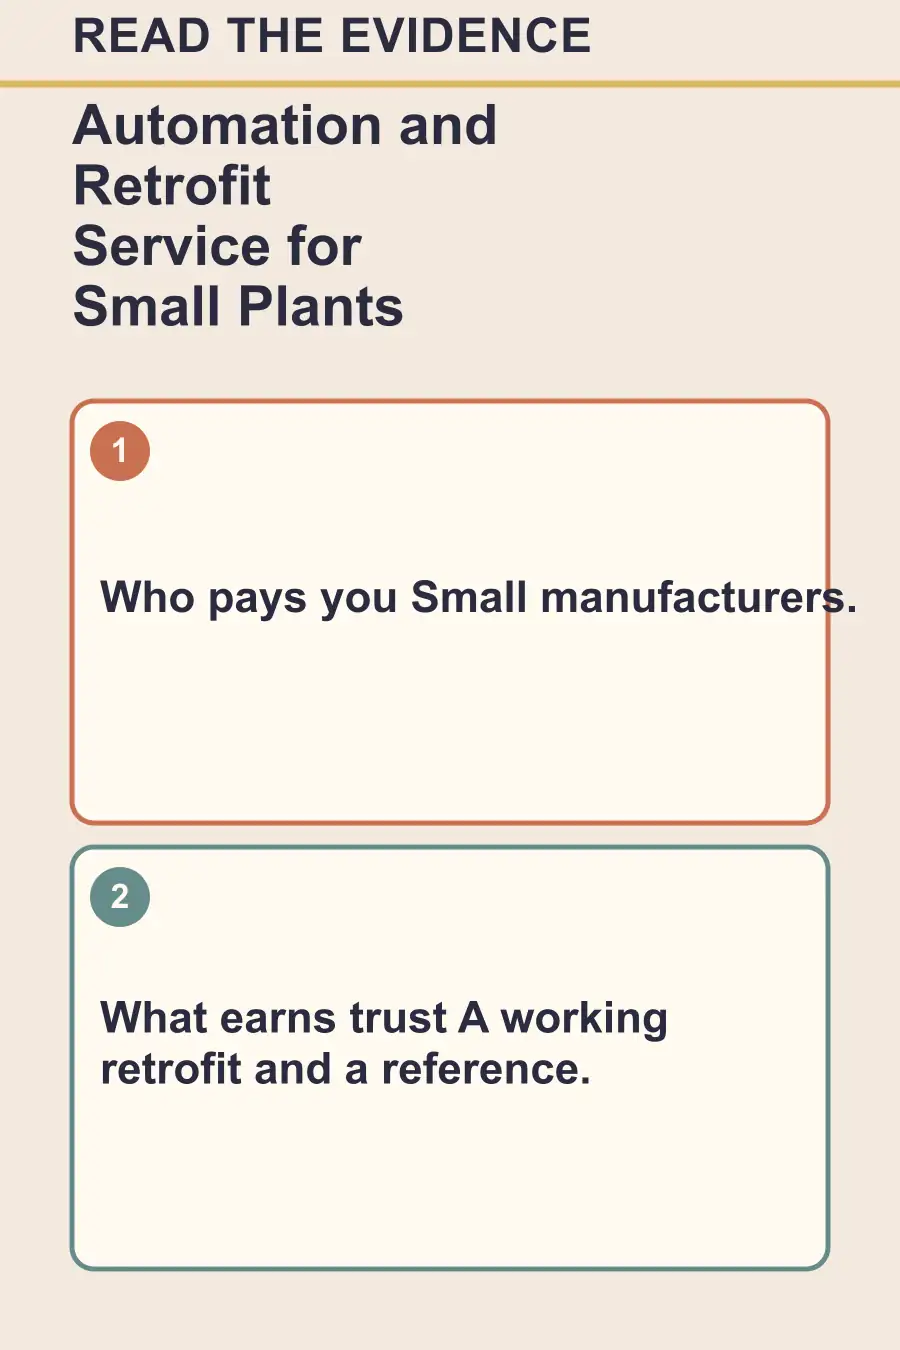 READ THE EVIDENCE
Automation and
Retrofit
Service for
Small Plants
1
Who pays you Small manufacturers.
2
What earns trust A working
retrofit and a reference.